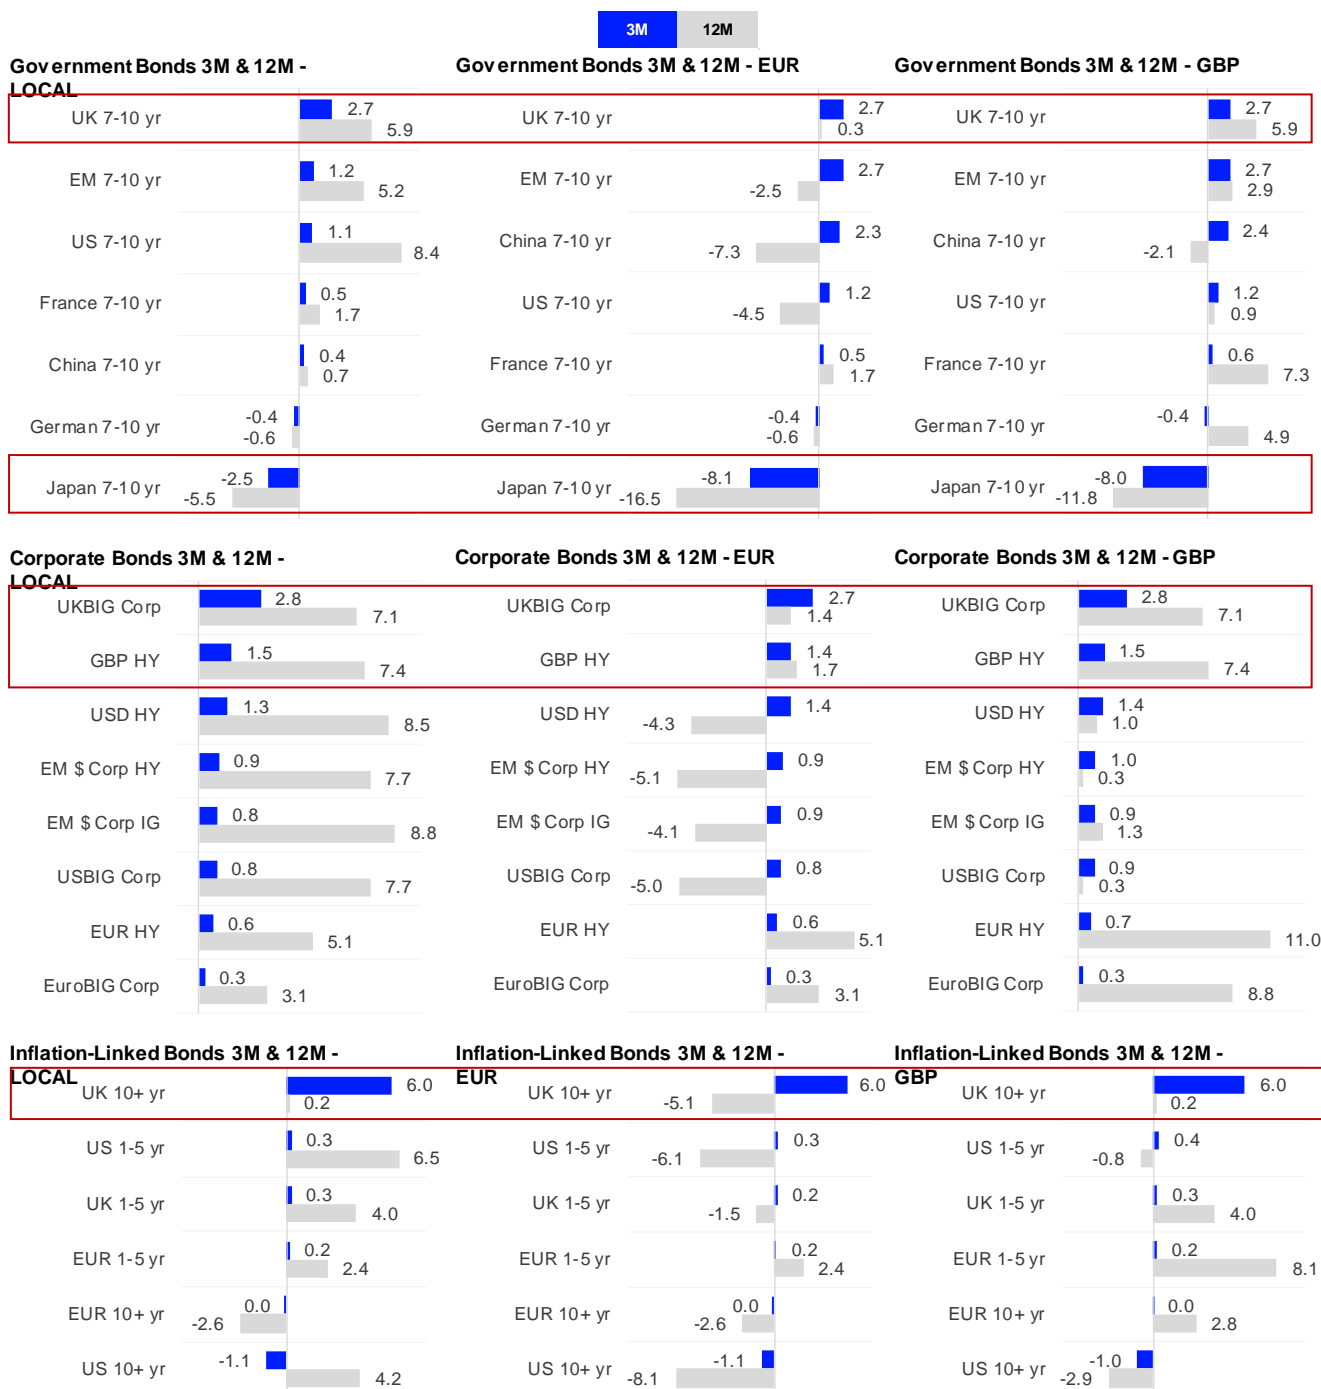 3M 12M
Government Bonds 3M & 12M -
LOCAL
UK 7-10 yr 2.7
5.9
EM 7-10 yr 1.2
5.2
US 7-10 yr 1.1
8.4
France 7-10 yr 0.5
1.7
China 7-10 yr 0.4
0.7
German 7-10 yr -0.4
-0.6
Japan 7-10 yr -2.5
-5.5
Government Bonds 3M & 12M - EUR
UK 7-10 yr 2.7
0.3
EM 7-10 yr 2.7
-2.5
China 7-10 yr 2.3
-7.3
US 7-10 yr 1.2
-4.5
France 7-10 yr 0.5
1.7
German 7-10 yr -0.4
-0.6
Japan 7-10 yr -8.1
-16.5
Government Bonds 3M & 12M - GBP
UK 7-10 yr 2.7
5.9
EM 7-10 yr 2.7
2.9
China 7-10 yr 2.4
-2.1
US 7-10 yr 1.2
0.9
France 7-10 yr 0.6
7.3
German 7-10 yr -0.4
4.9
Japan 7-10 yr -8.0
-11.8
Corporate Bonds 3M & 12M -
LOCAL
UKBIG Corp 2.8
7.1
GBP HY 1.5
7.4
USD HY 1.3
8.5
EM $ Corp HY 0.9
7.7
EM $ Corp IG 0.8
8.8
USBIG Corp 0.8
7.7
EUR HY 0.6
5.1
EuroBIG Corp 0.3
3.1
Corporate Bonds 3M & 12M - EUR
UKBIG Corp 2.7
1.4
GBP HY 1.4
1.7
USD HY 1.4
-4.3
EM $ Corp HY 0.9
-5.1
EM $ Corp IG 0.9
-4.1
USBIG Corp 0.8
-5.0
EUR HY 0.6
5.1
EuroBIG Corp 0.3
3.1
Corporate Bonds 3M & 12M - GBP
UKBIG Corp 2.8
7.1
GBP HY 1.5
7.4
USD HY 1.4
1.0
EM $ Corp HY 1.0
0.3
EM $ Corp IG 0.9
1.3
USBIG Corp 0.9
0.3
EUR HY 0.7
11.0
EuroBIG Corp 0.3
8.8
Inflation-Linked Bonds 3M & 12M -
LOCAL
UK 10+ yr 6.0
0.2
US 1-5 yr 0.3
6.5
UK 1-5 yr 0.3
4.0
EUR 1-5 yr 0.2
2.4
EUR 10+ yr 0.0
-2.6
US 10+ yr -1.1
4.2
Inflation-Linked Bonds 3M & 12M -
EUR
UK 10+ yr 6.0
-5.1
US 1-5 yr 0.3
-6.1
UK 1-5 yr 0.2
-1.5
EUR 1-5 yr 0.2
2.4
EUR 10+ yr 0.0
-2.6
US 10+ yr -1.1
-8.1
Inflation-Linked Bonds 3M & 12M -
GBP
UK 10+ yr 6.0
0.2
US 1-5 yr 0.4
-0.8
UK 1-5 yr 0.3
4.0
EUR 1-5 yr 0.2
8.1
EUR 10+ yr 0.0
2.8
US 10+ yr -1.0
-2.9